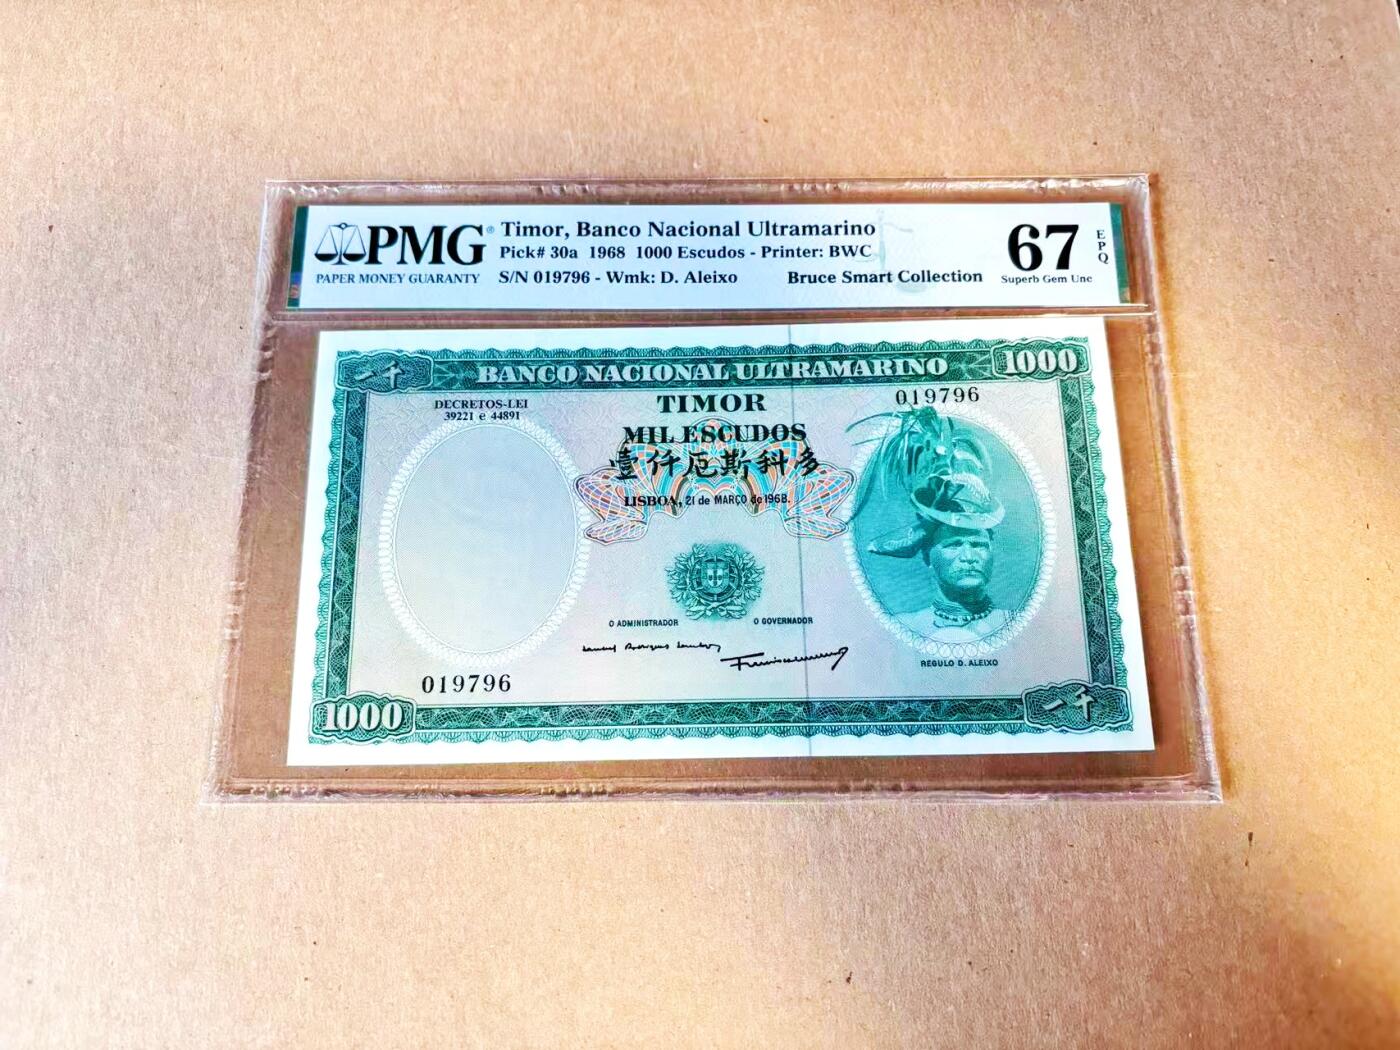 PMG®
PAPER MONEY GUARANTY
Timor, Banco Nacional Ultramarino
Pick# 30a 1968 1000 Escudos - Printer: BWC
S/N 019796 - Wmk: D. Aleixo Bruce Smart Collection
67
EPQ
Superb Gem Unc
一千 BANCO NACIONAL ULTRAMARINO 1000
DECRETOS-LEI
39221 e 44891
TIMOR
019796
MIL ESCUDOS
壹仟厄斯科多
LISBOA, 21 de MARÇO de 1968.
O ADMINISTRADOR O GOVERNADOR
REGULO D. ALEIXO
019796
1000 一千